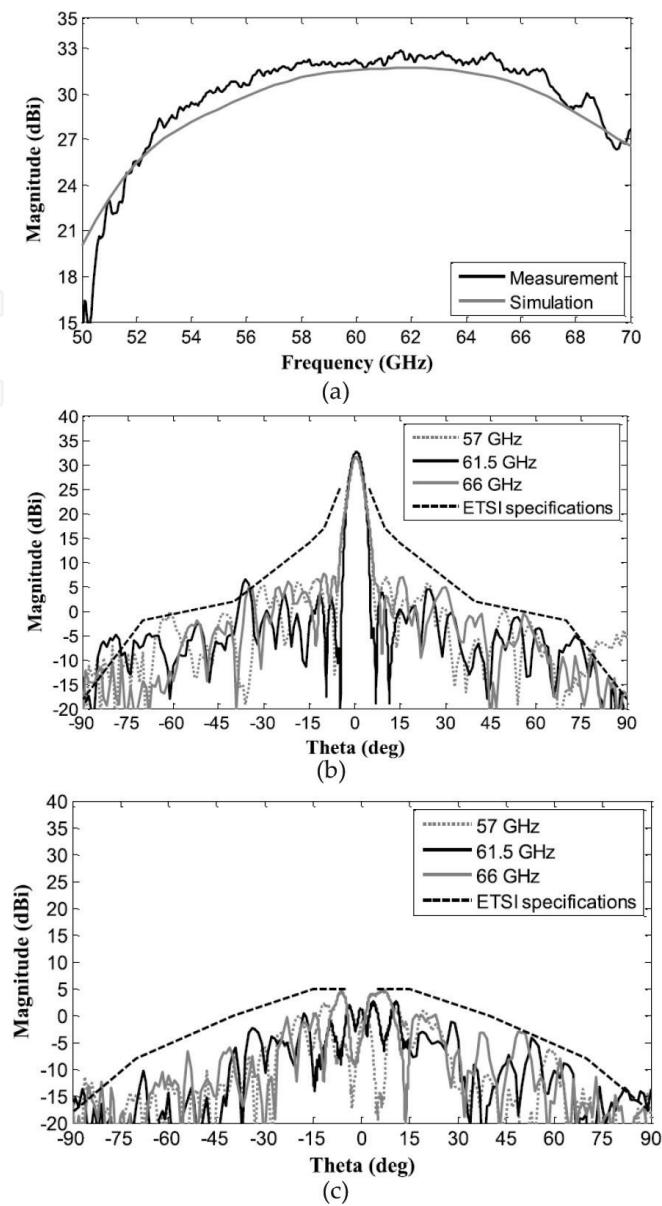 33
30
27
24
21
18
15
50 52 54 56 58 60 62 64 66 68 70
Magnitude (dBi)
Measurement
Simulation
Frequency (GHz)
(a)
40
35
30
25
20
15
10
5
0
-5
-10
-15
-20
-90 -75 -60 -45 -30 -15 0 15 30 45 60 75 90
Magnitude (dBi)
57 GHz
61.5 GHz
66 GHz
ETSI specifications
Theta (deg)
(b)
40
35
30
25
20
15
10
5
0
-5
-10
-15
-20
-90 -75 -60 -45 -30 -15 0 15 30 45 60 75 90
Magnitude (dBi)
57 GHz
61.5 GHz
66 GHz
ETSI specifications
Theta (deg)
(c)